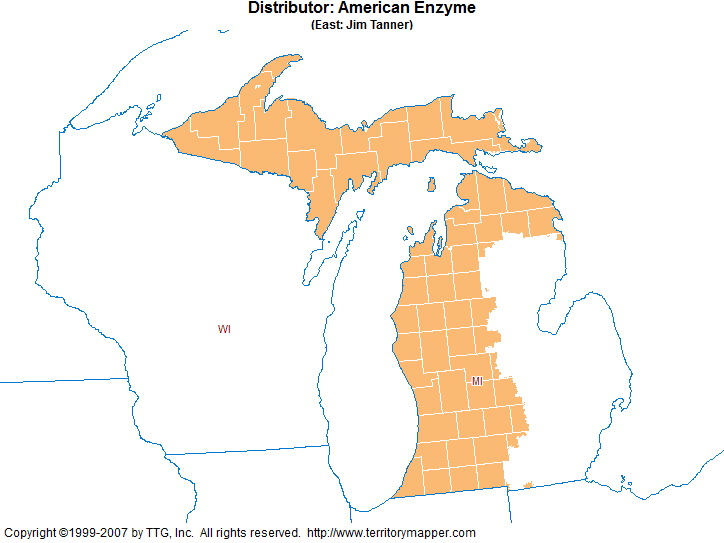 Distributor: American Enzyme
(East: Jim Tanner)
WI
MI
Copyright ©1999-2007 by TTG, Inc.  All rights reserved.  http://www.territorymapper.com